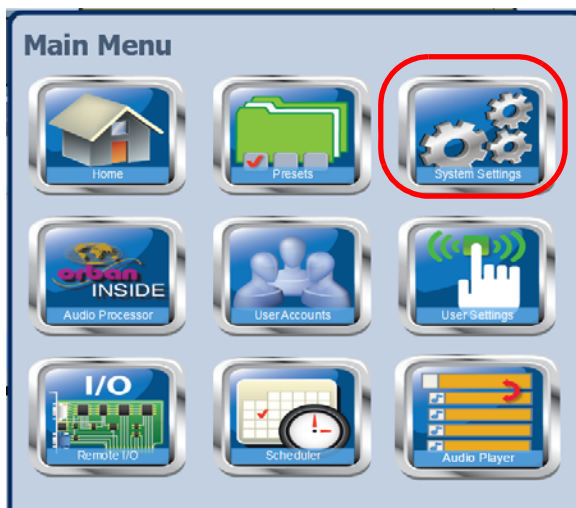 Main Menu
Home
Presets
System Settings
orban
INSIDE
Audio Processor
User Accounts
User Settings
I/O
Remote I/O
Scheduler
Audio Player